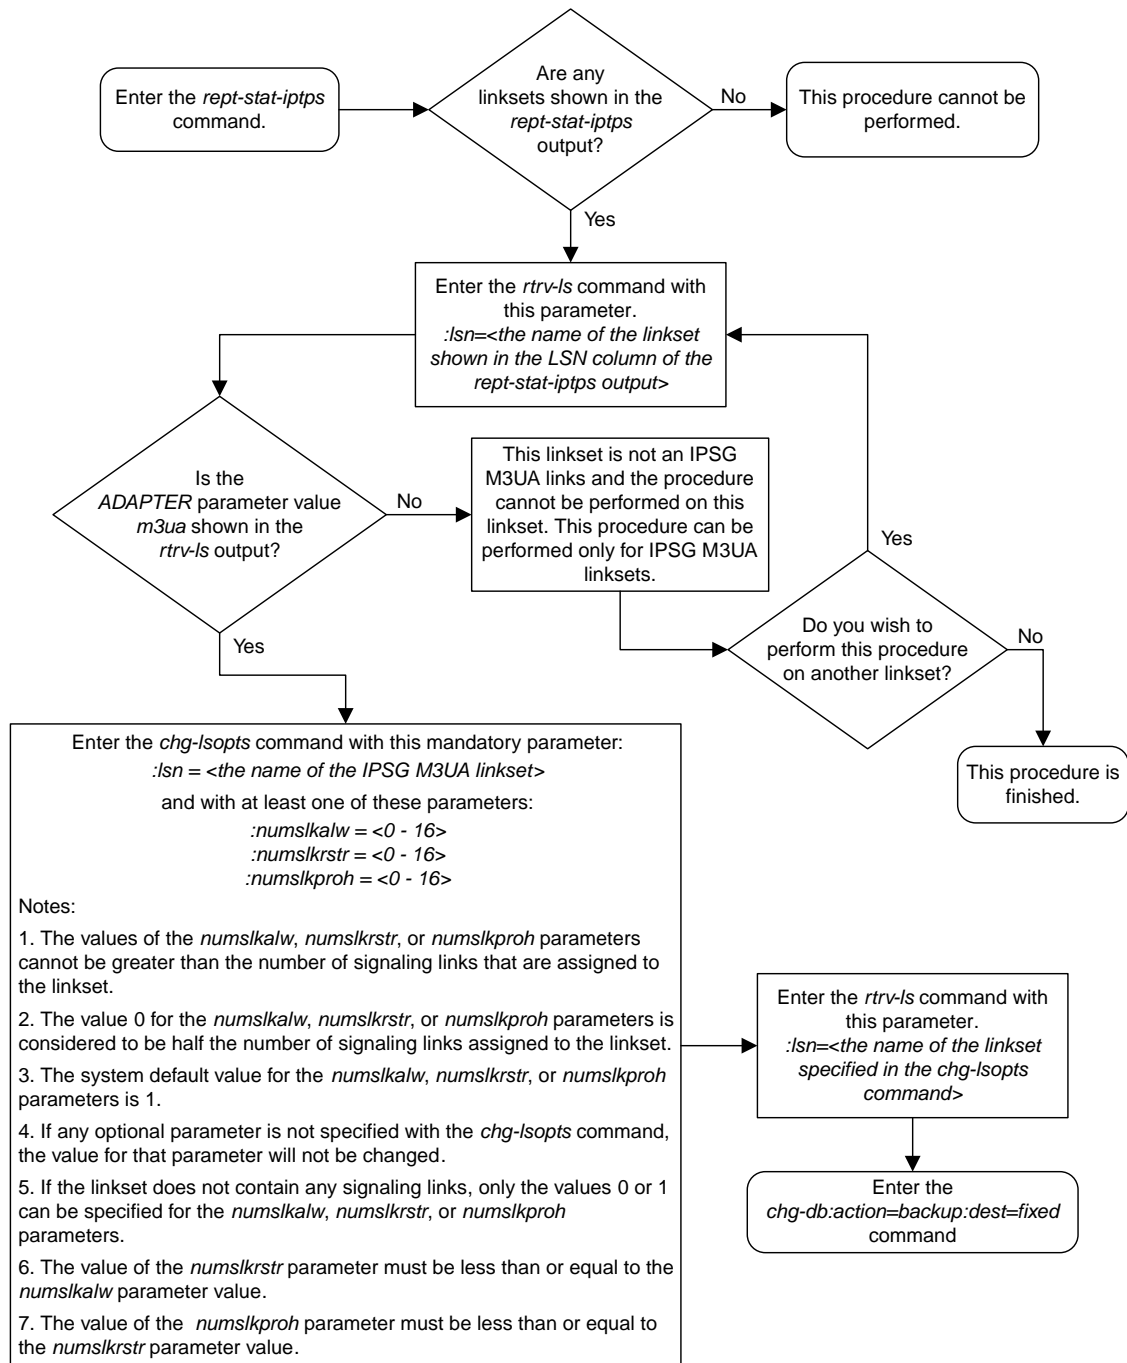 Enter the rept-stat-iptps
command.
Are any
linksets shown in the
rept-stat-iptps
output?
No
This procedure cannot be
performed.
Yes
Enter the rtrv-ls command with
this parameter.
:lsn=<the name of the linkset
shown in the LSN column of the
rept-stat-iptps output>
Is the
ADAPTER parameter value
m3ua shown in the
rtrv-ls output?
No
This linkset is not an IPSG
M3UA links and the procedure
cannot be performed on this
linkset. This procedure can be
performed only for IPSG M3UA
linksets.
Yes
Do you wish to
perform this procedure
on another linkset?
Yes
No
This procedure is
finished.
Enter the chg-lsopts command with this mandatory parameter:
:lsn = <the name of the IPSG M3UA linkset>
and with at least one of these parameters:
:numslkalw = <0 - 16>
:numslkrstr = <0 - 16>
:numslkproh = <0 - 16>
Notes:
1. The values of the numslkalw, numslkrstr, or numslkproh parameters
cannot be greater than the number of signaling links that are assigned to
the linkset.
2. The value 0 for the numslkalw, numslkrstr, or numslkproh parameters is
considered to be half the number of signaling links assigned to the linkset.
3. The system default value for the numslkalw, numslkrstr, or numslkproh
parameters is 1.
4. If any optional parameter is not specified with the chg-lsopts command,
the value for that parameter will not be changed.
5. If the linkset does not contain any signaling links, only the values 0 or 1
can be specified for the numslkalw, numslkrstr, or numslkproh
parameters.
6. The value of the numslkrstr parameter must be less than or equal to the
numslkalw parameter value.
7. The value of the numslkproh parameter must be less than or equal to
the numslkrstr parameter value.
Enter the rtrv-ls command with
this parameter.
:lsn=<the name of the linkset
specified in the chg-lsopts
command>
Enter the
chg-db:action=backup:dest=fixed
command